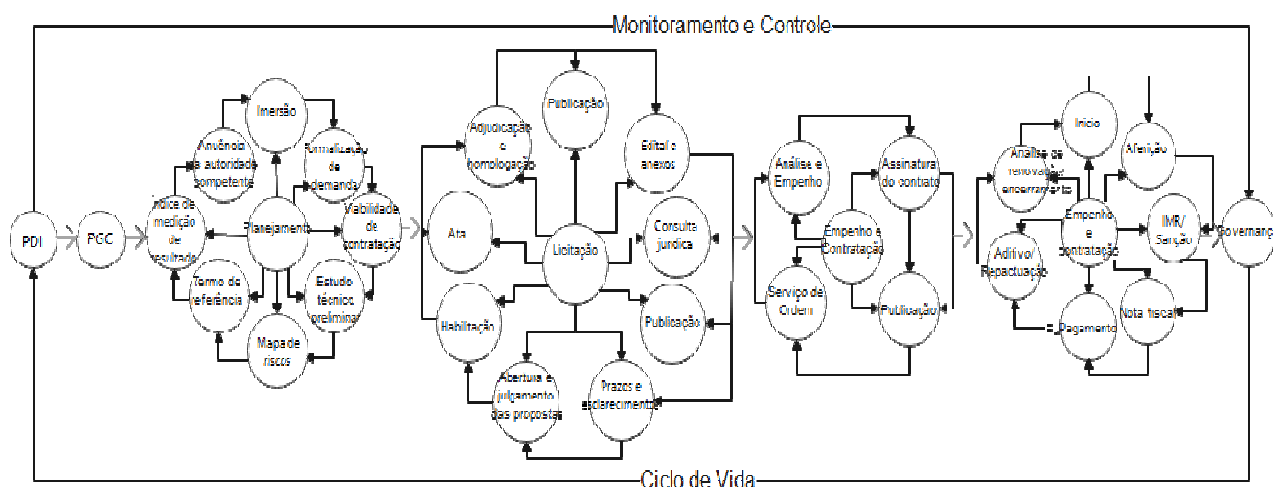 Monitoramento e Controle
PDI
PGC
Planejamento
Imersão
Formalização
de
demanda
Viabilidade
de
contratação
Estudo
técnico
preliminar
Mapa de
riscos
Termo de
referência
Índice de
medição de
resultado
Anuência
da autoridade
competente
Licitação
Publicação
Edital e
anexos
Consulta
jurídica
Publicação
Prazos e
esclarecimentos
Abertura e
julgamento
das propostas
Habilitação
Ata
Adjudicação
e
homologação
Empenho e
Contratação
Análise e
Empenho
Assinatura
do contrato
Publicação
Serviço de
Ordem
Empenho
e
contratação
Início
Aferição
IMR/
Sanção
Nota fiscal
Pagamento
Aditivo/
Repactuação
Análise de
renovação/
encerramento
Governança
Ciclo de Vida